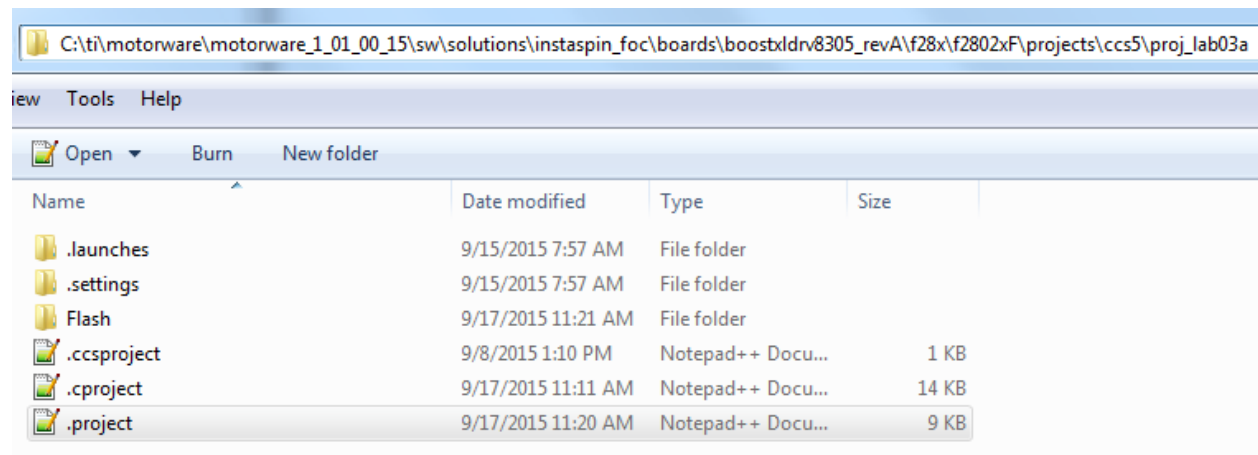 C:\ti\motorware\motorware_1_01_00_15\sw\solutions\instaspin_foc\boards\boostxldrv8305_revA\f28x\f2802xF\projects\ccs5\proj_lab03a
iew Tools Help
Open Burn New folder
Name Date modified Type Size
.launches 9/15/2015 7:57 AM File folder
.settings 9/15/2015 7:57 AM File folder
Flash 9/17/2015 11:21 AM File folder
.ccsproject 9/8/2015 1:10 PM Notepad++ Docu... 1 KB
.cproject 9/17/2015 11:11 AM Notepad++ Docu... 14 KB
.project 9/17/2015 11:20 AM Notepad++ Docu... 9 KB